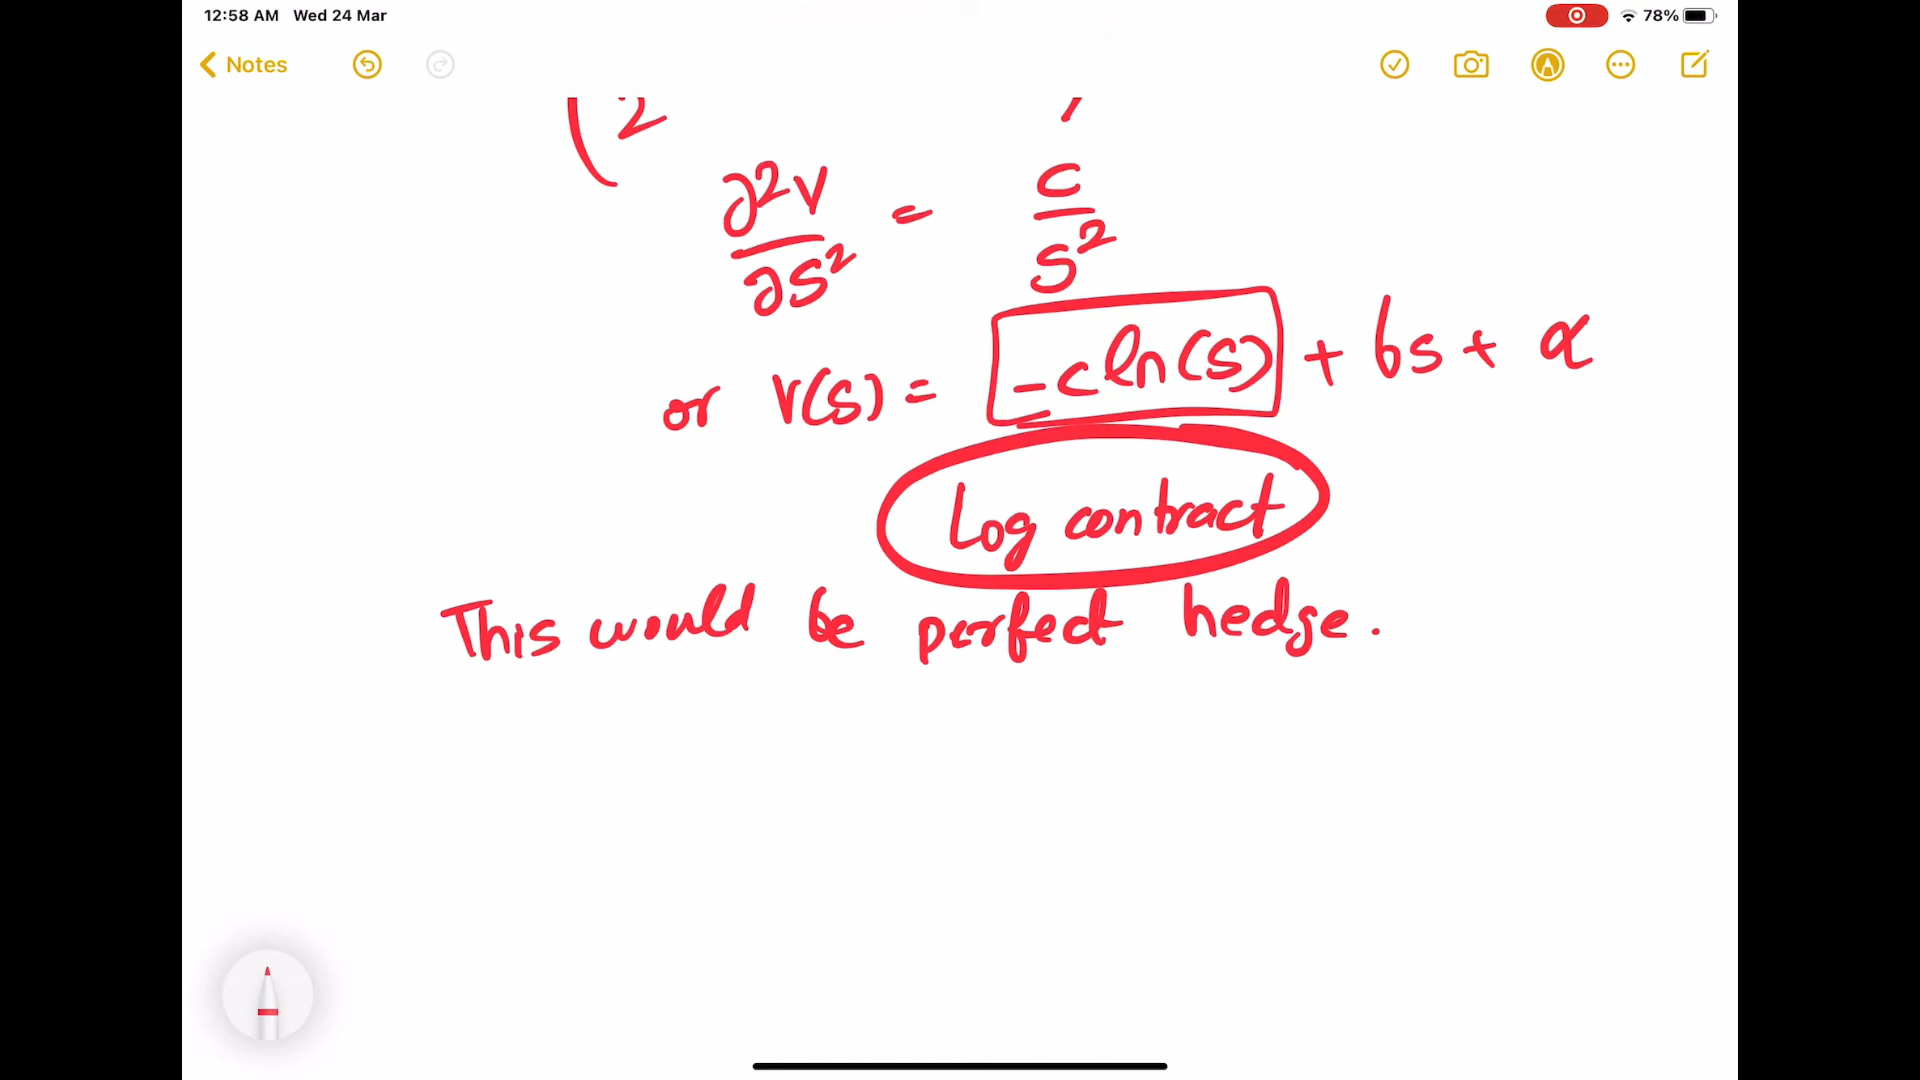 12:58 AM Wed 24 Mar 78%
Notes
(2
∂²V/∂S² = C/S²
or V(S) = -c ln(S) + bs + α
Log contract
This would be perfect hedge.